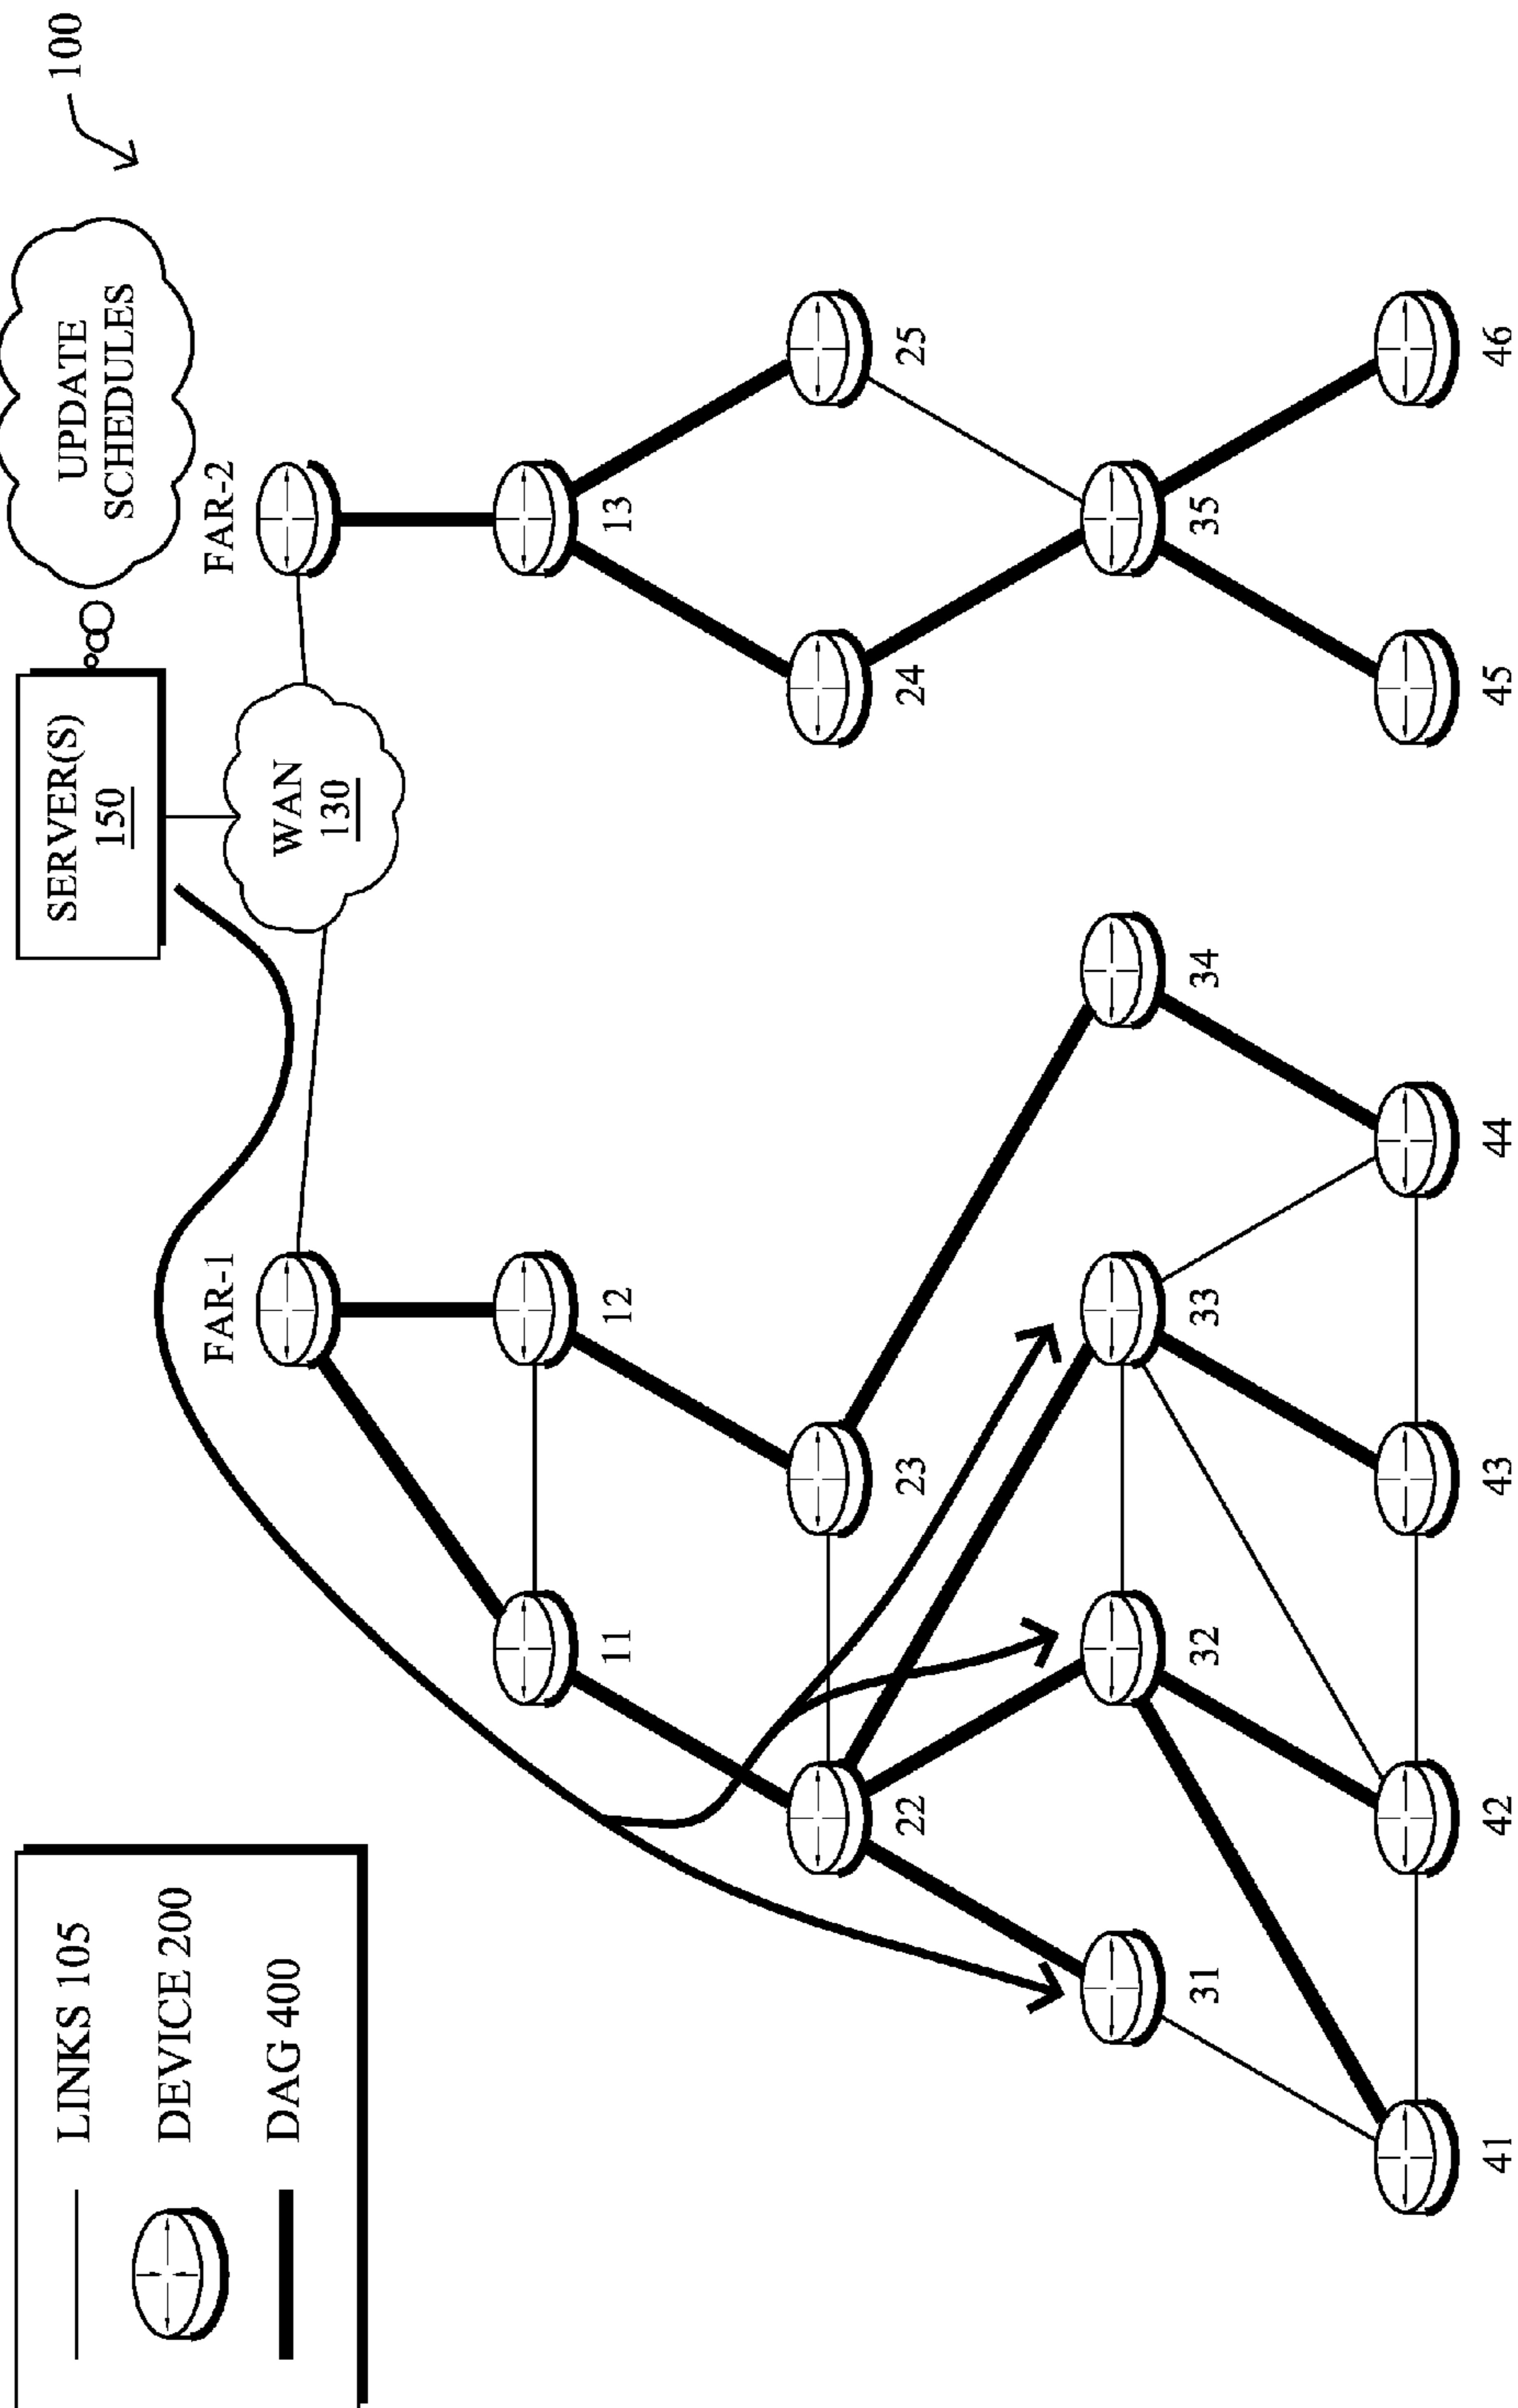 LINKS 105
DEVICE 200
DAG 400
SERVER(S)
150
UPDATE
SCHEDULES
100
WAN
130
FAR-1
FAR-2
11
12
13
22
23
24
25
31
32
33
34
35
41
42
43
44
45
46